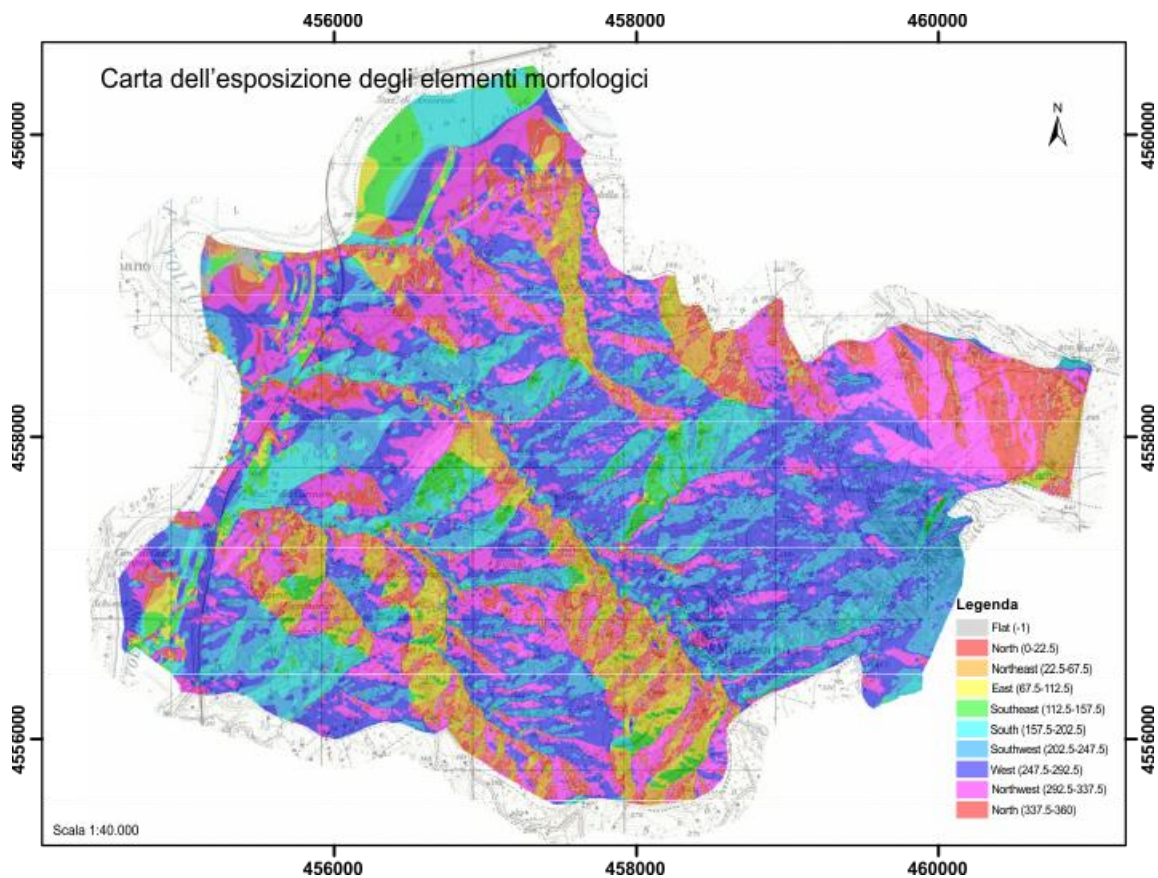 456000 458000 460000
Carta dell'esposizione degli elementi morfologici
N
4560000 4560000
4558000 4558000
Legenda
Flat (-1)
North (0-22.5)
Northeast (22.5-67.5)
East (67.5-112.5)
Southeast (112.5-157.5)
South (157.5-202.5)
Southwest (202.5-247.5)
West (247.5-292.5)
Northwest (292.5-337.5)
North (337.5-360)
4556000 4556000
Scala 1:40.000
456000 458000 460000